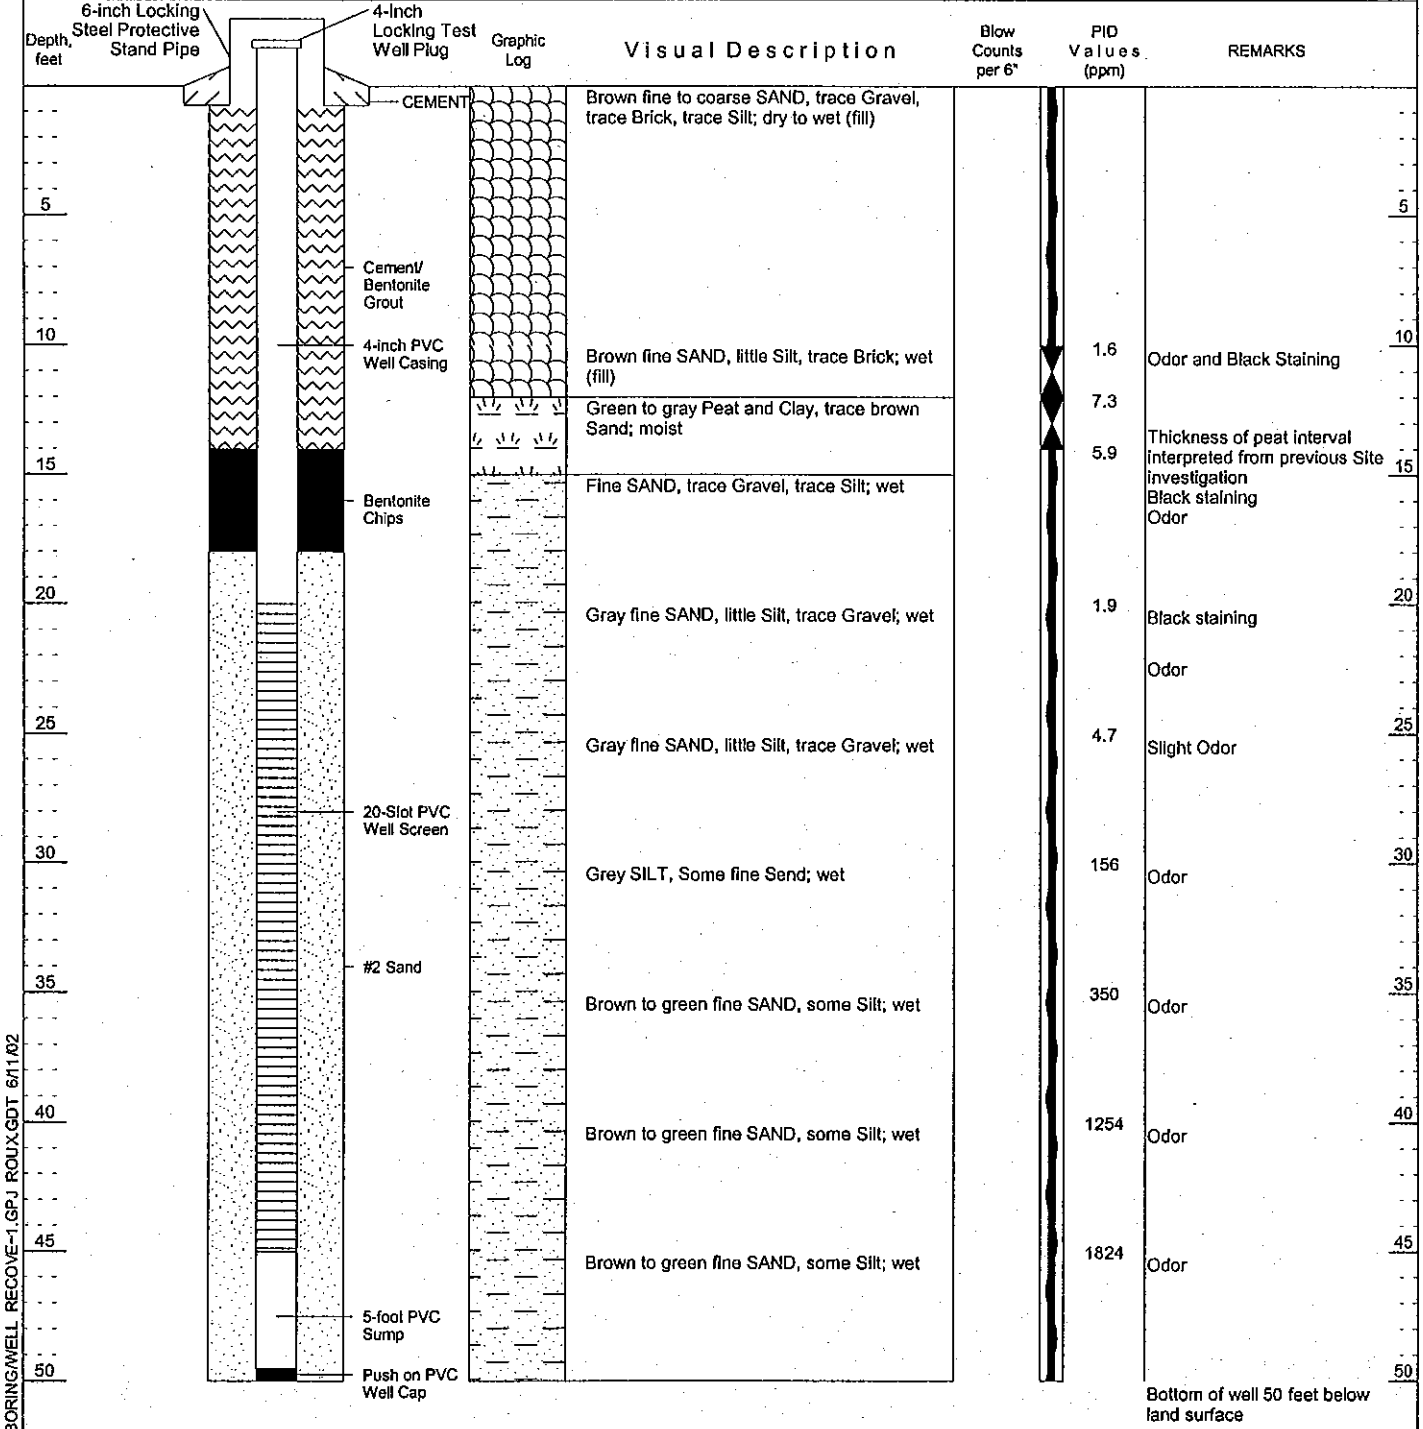 6-inch Locking
Steel Protective
Stand Pipe
4-Inch
Locking Test
Well Plug
Depth,
feet
Graphic
Log
Visual Description
Blow
Counts
per 6"
PID
Values
(ppm)
REMARKS
CEMENT
Brown fine to coarse SAND, trace Gravel,
trace Brick, trace Silt; dry to wet (fill)
5
5
Cement/
Bentonite
Grout
10
4-inch PVC
Well Casing
Brown fine SAND, little Silt, trace Brick; wet
(fill)
1.6
Odor and Black Staining
10
Green to gray Peat and Clay, trace brown
Sand; moist
7.3
5.9
Thickness of peat interval
interpreted from previous Site
investigation
15
15
Fine SAND, trace Gravel, trace Silt; wet
Black staining
Odor
Bentonite
Chips
20
Gray fine SAND, little Silt, trace Gravel; wet
1.9
Black staining
20
Odor
25
Gray fine SAND, little Silt, trace Gravel; wet
4.7
Slight Odor
25
20-Slot PVC
Well Screen
30
Grey SILT, Some fine Send; wet
156
Odor
30
#2 Sand
35
Brown to green fine SAND, some Silt; wet
350
Odor
35
40
Brown to green fine SAND, some Silt; wet
1254
Odor
40
45
Brown to green fine SAND, some Silt; wet
1824
Odor
45
5-foot PVC
Sump
50
Push on PVC
Well Cap
50
Bottom of well 50 feet below
land surface
BORING/WELL RECOVE~1.GPJ ROUX.GDT 6/11/02